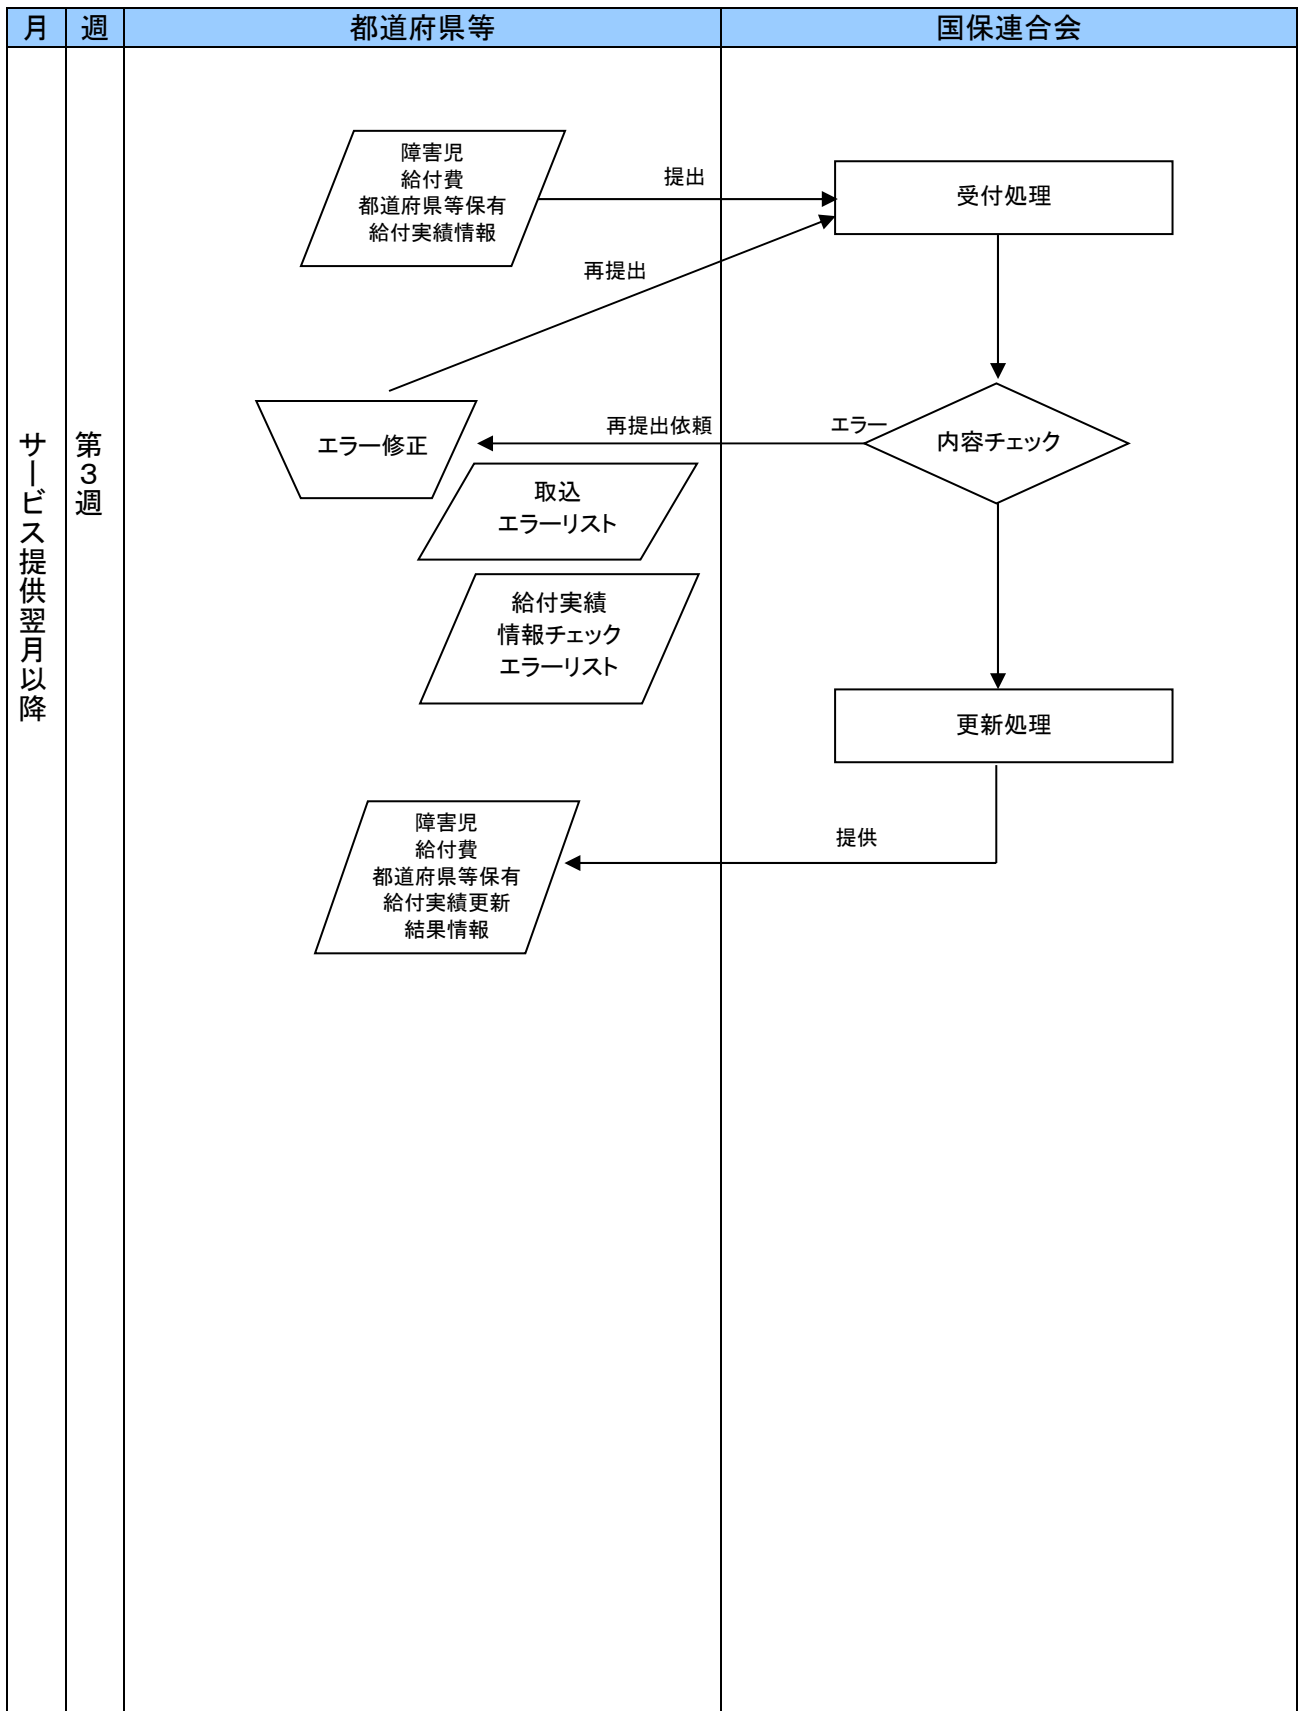 月 週 都道府県等 国保連合会
障害児
給付費
都道府県等保有
給付実績情報
提出
受付処理
再提出
エラー修正
再提出依頼
エラー
内容チェック
取込
エラーリスト
給付実績
情報チェック
エラーリスト
サービス提供翌月以降
第3週
更新処理
提供
障害児
給付費
都道府県等保有
給付実績更新
結果情報